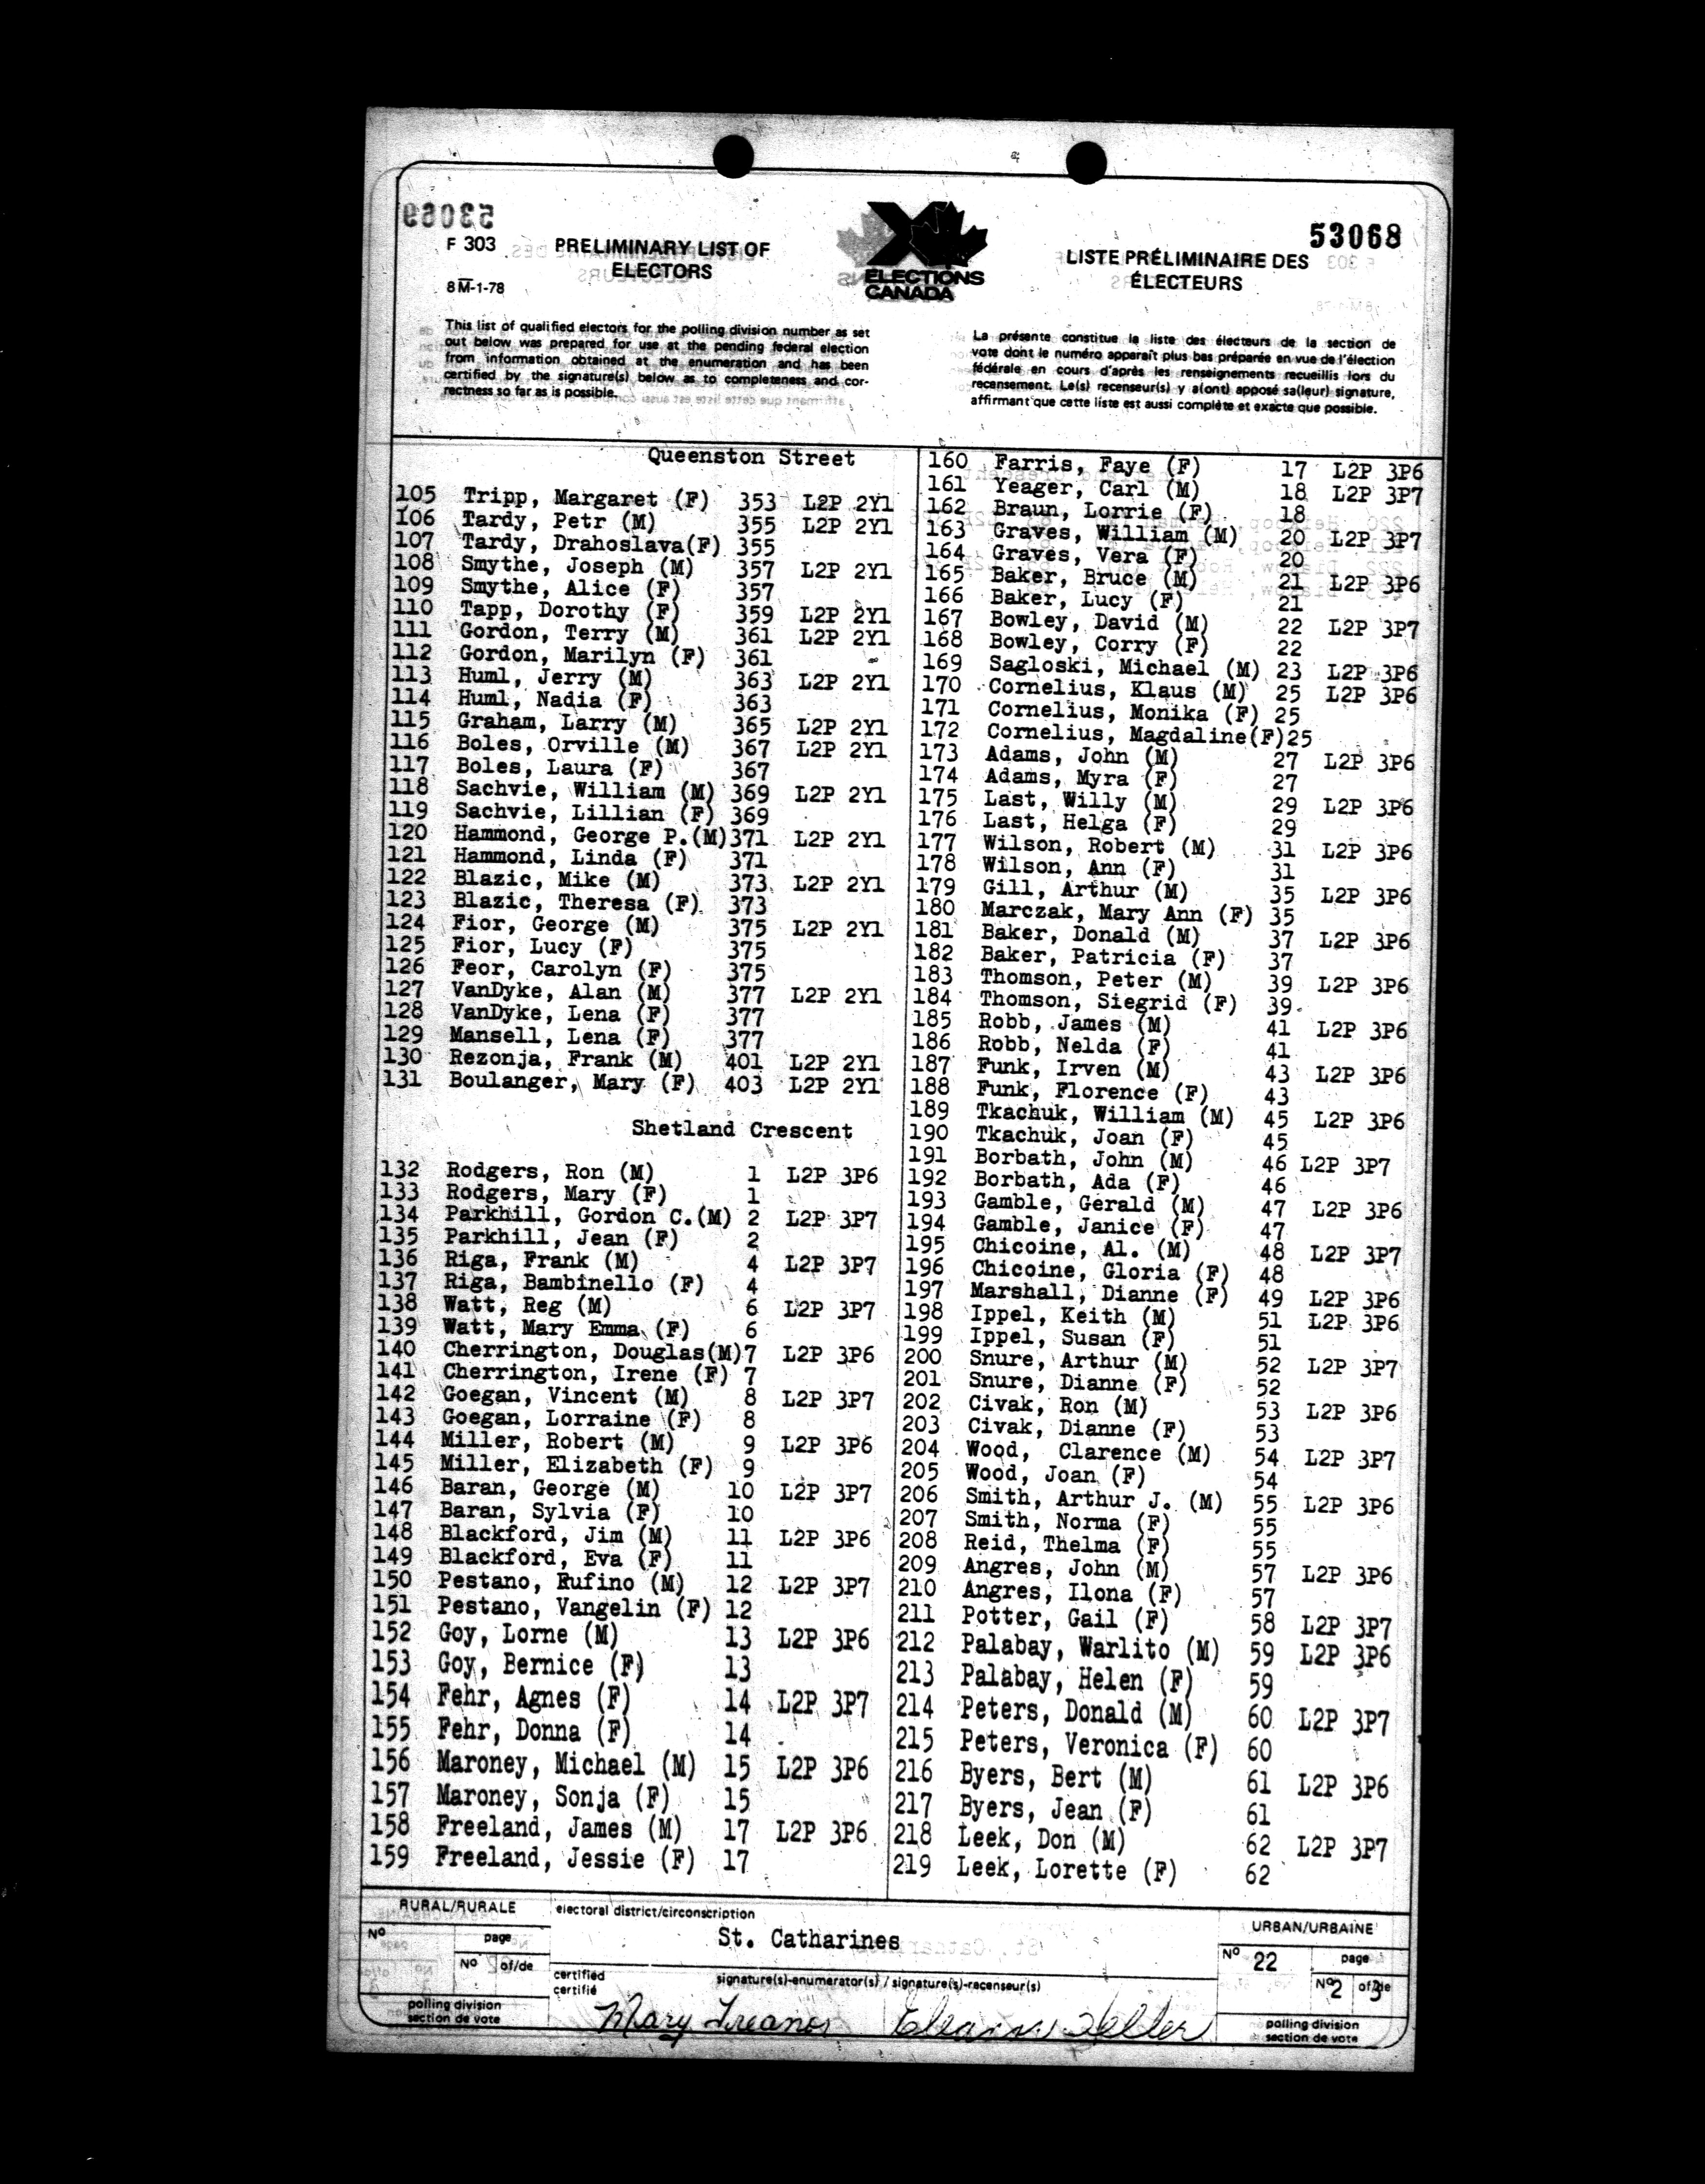 53068
F 303
PRELIMINARY LIST OF
ELECTORS
8M-1-78
ELECTIONS
CANADA
LISTE PRÉLIMINAIRE DES
ÉLECTEURS
This list of qualified electors for the polling division number as set
out below was prepared for use at the pending federal election
from information obtained at the enumeration and has been
certified by the signature(s) below as to completeness and cor-
rectness so far as is possible.
La présente constitue la liste des électeurs de la section de
vote dont le numéro apparaît plus bas préparée en vue de l'élection
fédérale en cours d'après les renseignements recueillis lors du
recensement. Le(s) recenseur(s) y a(ont) apposé sa(leur) signature,
affirmant que cette liste est aussi complète et exacte que possible.
Queenston Street
105 Tripp, Margaret (F) 353 L2P 2Y1
106 Tardy, Petr (M) 355 L2P 2Y1
107 Tardy, Drahoslava(F) 355
108 Smythe, Joseph (M) 357 L2P 2Y1
109 Smythe, Alice (F) 357
110 Tapp, Dorothy (F) 359 L2P 2Y1
111 Gordon, Terry (M) 361 L2P 2Y1
112 Gordon, Marilyn (F) 361
113 Huml, Jerry (M) 363 L2P 2Y1
114 Huml, Nadia (F) 363
115 Graham, Larry (M) 365 L2P 2Y1
116 Boles, Orville (M) 367 L2P 2Y1
117 Boles, Laura (F) 367
118 Sachvie, William (M) 369 L2P 2Y1
119 Sachvie, Lillian (F) 369
120 Hammond, George P.(M)371 L2P 2Y1
121 Hammond, Linda (F) 371
122 Blazic, Mike (M) 373 L2P 2Y1
123 Blazic, Theresa (F) 373
124 Fior, George (M) 375 L2P 2Y1
125 Fior, Lucy (F) 375
126 Feor, Carolyn (F) 375
127 VanDyke, Alan (M) 377 L2P 2Y1
128 VanDyke, Lena (F) 377
129 Mansell, Lena (F) 377
130 Rezonja, Frank (M) 401 L2P 2Y1
131 Boulanger, Mary (F) 403 L2P 2Y1
Shetland Crescent
132 Rodgers, Ron (M) 1 L2P 3P6
133 Rodgers, Mary (F) 1
134 Parkhill, Gordon C.(M) 2 L2P 3P7
135 Parkhill, Jean (F) 2
136 Riga, Frank (M) 4 L2P 3P7
137 Riga, Bambinello (F) 4
138 Watt, Reg (M) 6 L2P 3P7
139 Watt, Mary Emma (F) 6
140 Cherrington, Douglas(M)7 L2P 3P6
141 Cherrington, Irene (F) 7
142 Goegan, Vincent (M) 8 L2P 3P7
143 Goegan, Lorraine (F) 8
144 Miller, Robert (M) 9 L2P 3P6
145 Miller, Elizabeth (F) 9
146 Baran, George (M) 10 L2P 3P7
147 Baran, Sylvia (F) 10
148 Blackford, Jim (M) 11 L2P 3P6
149 Blackford, Eva (F) 11
150 Pestano, Rufino (M) 12 L2P 3P7
151 Pestano, Vangelin (F) 12
152 Goy, Lorne (M) 13 L2P 3P6
153 Goy, Bernice (F) 13
154 Fehr, Agnes (F) 14 L2P 3P7
155 Fehr, Donna (F) 14
156 Maroney, Michael (M) 15 L2P 3P6
157 Maroney, Sonja (F) 15
158 Freeland, James (M) 17 L2P 3P6
159 Freeland, Jessie (F) 17
160 Farris, Faye (F) 17 L2P 3P6
161 Yeager, Carl (M) 18 L2P 3P7
162 Braun, Lorrie (F) 18
163 Graves, William (M) 20 L2P 3P7
164 Graves, Vera (F) 20
165 Baker, Bruce (M) 21 L2P 3P6
166 Baker, Lucy (F) 21
167 Bowley, David (M) 22 L2P 3P7
168 Bowley, Corry (F) 22
169 Sagloski, Michael (M) 23 L2P 3P6
170 Cornelius, Klaus (M) 25 L2P 3P6
171 Cornelius, Monika (F) 25
172 Cornelius, Magdaline(F)25
173 Adams, John (M) 27 L2P 3P6
174 Adams, Myra (F) 27
175 Last, Willy (M) 29 L2P 3P6
176 Last, Helga (F) 29
177 Wilson, Robert (M) 31 L2P 3P6
178 Wilson, Ann (F) 31
179 Gill, Arthur (M) 35 L2P 3P6
180 Marczak, Mary Ann (F) 35
181 Baker, Donald (M) 37 L2P 3P6
182 Baker, Patricia (F) 37
183 Thomson, Peter (M) 39 L2P 3P6
184 Thomson, Siegrid (F) 39
185 Robb, James (M) 41 L2P 3P6
186 Robb, Nelda (F) 41
187 Funk, Irven (M) 43 L2P 3P6
188 Funk, Florence (F) 43
189 Tkachuk, William (M) 45 L2P 3P6
190 Tkachuk, Joan (F) 45
191 Borbath, John (M) 46 L2P 3P7
192 Borbath, Ada (F) 46
193 Gamble, Gerald (M) 47 L2P 3P6
194 Gamble, Janice (F) 47
195 Chicoine, Al. (M) 48 L2P 3P7
196 Chicoine, Gloria (F) 48
197 Marshall, Dianne (F) 49 L2P 3P6
198 Ippel, Keith (M) 51 L2P 3P6
199 Ippel, Susan (F) 51
200 Snure, Arthur (M) 52 L2P 3P7
201 Snure, Dianne (F) 52
202 Civak, Ron (M) 53 L2P 3P6
203 Civak, Dianne (F) 53
204 Wood, Clarence (M) 54 L2P 3P7
205 Wood, Joan (F) 54
206 Smith, Arthur J. (M) 55 L2P 3P6
207 Smith, Norma (F) 55
208 Reid, Thelma (F) 55
209 Angres, John (M) 57 L2P 3P6
210 Angres, Ilona (F) 57
211 Potter, Gail (F) 58 L2P 3P7
212 Palabay, Warlito (M) 59 L2P 3P6
213 Palabay, Helen (F) 59
214 Peters, Donald (M) 60 L2P 3P7
215 Peters, Veronica (F) 60
216 Byers, Bert (M) 61 L2P 3P6
217 Byers, Jean (F) 61
218 Leek, Don (M) 62 L2P 3P7
219 Leek, Lorette (F) 62
RURAL/RURALE
No
page
No of/de
polling division
section de vote
electoral district/circonscription
St. Catharines
certified
certifié
signature(s)-enumerator(s) / signature(s)-recenseur(s)
Mary
URBAN/URBAINE
No 22
page
No 2 of/de 3
polling division
section de vote